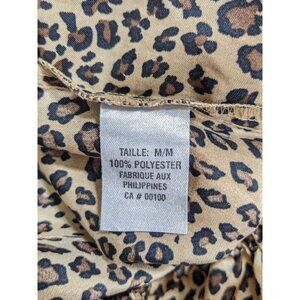 TAILLE: M/M
100% POLYESTER
FABRIQUE AUX
PHILIPPINES
CA # 00100